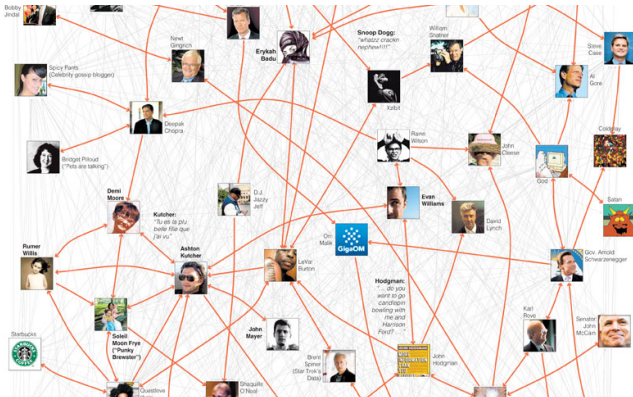 Bobby
Jindal
Newt
Gingrich
Erykah
Badu
Snoop Dogg:
"whatzz crackn
nephew!!!!"
William
Shatner
Steve
Case
Spicy Pants
(Celebrity gossip blogger)
Al
Gore
Xzibit
Deepak
Chopra
Rainn
Wilson
John
Cleese
Coldplay
Bridget Pilloud
("Pets are talking")
God
Demi
Moore
Kutcher:
"Tu es la plu
belle fille que
j'ai vu"
D.J.
Jazzy
Jeff
Evan
Williams
David
Lynch
Satan
Om
Malik
GigaOM
Rumer
Willis
Ashton
Kutcher
LeVar
Burton
Gov. Arnold
Schwarzenegger
Hodgman:
"... do you
want to go
candlepin
bowling with
me and
Harrison
Ford? ..."
Karl
Rove
Senator
John
McCain
Starbucks
Soleil
Moon Frye
("Punky
Brewster")
John
Mayer
Brent
Spiner
(Star Trek's
Data)
John
Hodgman
Questlove
Shaquille
O'Neal